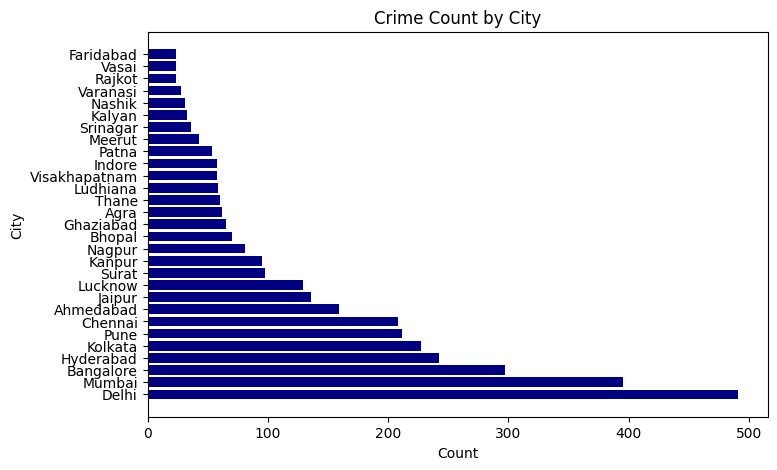 Crime Count by City
Faridabad
Vasai
Rajkot
Varanasi
Nashik
Kalyan
Srinagar
Meerut
Patna
Indore
Visakhapatnam
Ludhiana
Thane
Agra
Ghaziabad
Bhopal
Nagpur
Kanpur
Surat
Lucknow
Jaipur
Ahmedabad
Chennai
Pune
Kolkata
Hyderabad
Bangalore
Mumbai
Delhi
City
0 100 200 300 400 500
Count